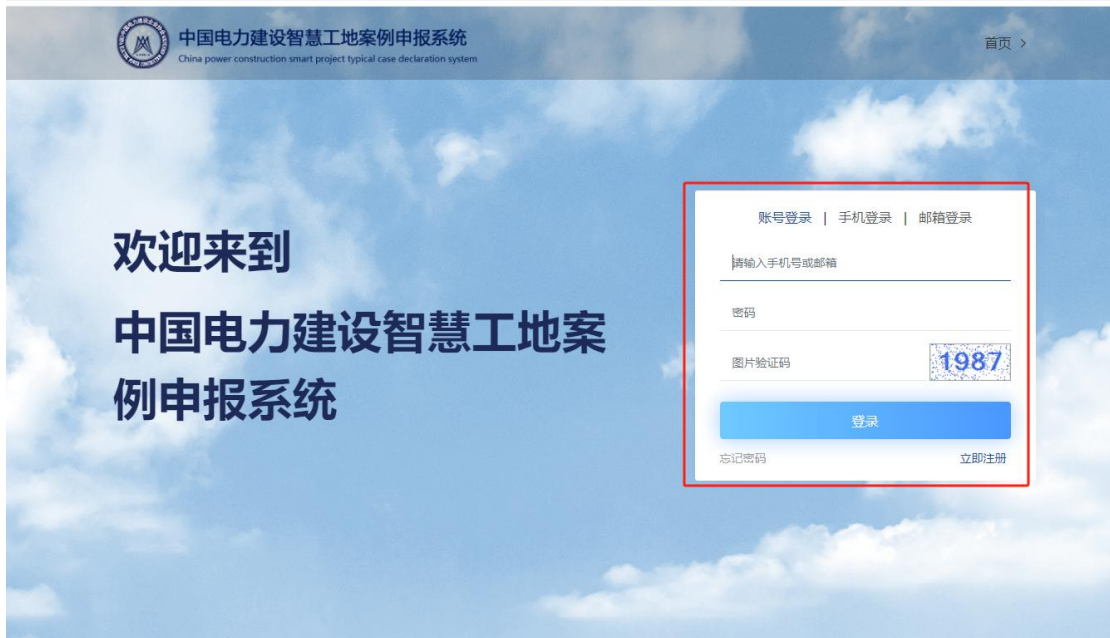 中国电力建设智慧工地案例申报系统
China power construction smart project typical case declaration system
首页 >
欢迎来到
中国电力建设智慧工地案
例申报系统
账号登录 | 手机登录 | 邮箱登录
请输入手机号或邮箱
密码
图片验证码 1987
登录
忘记密码 立即注册